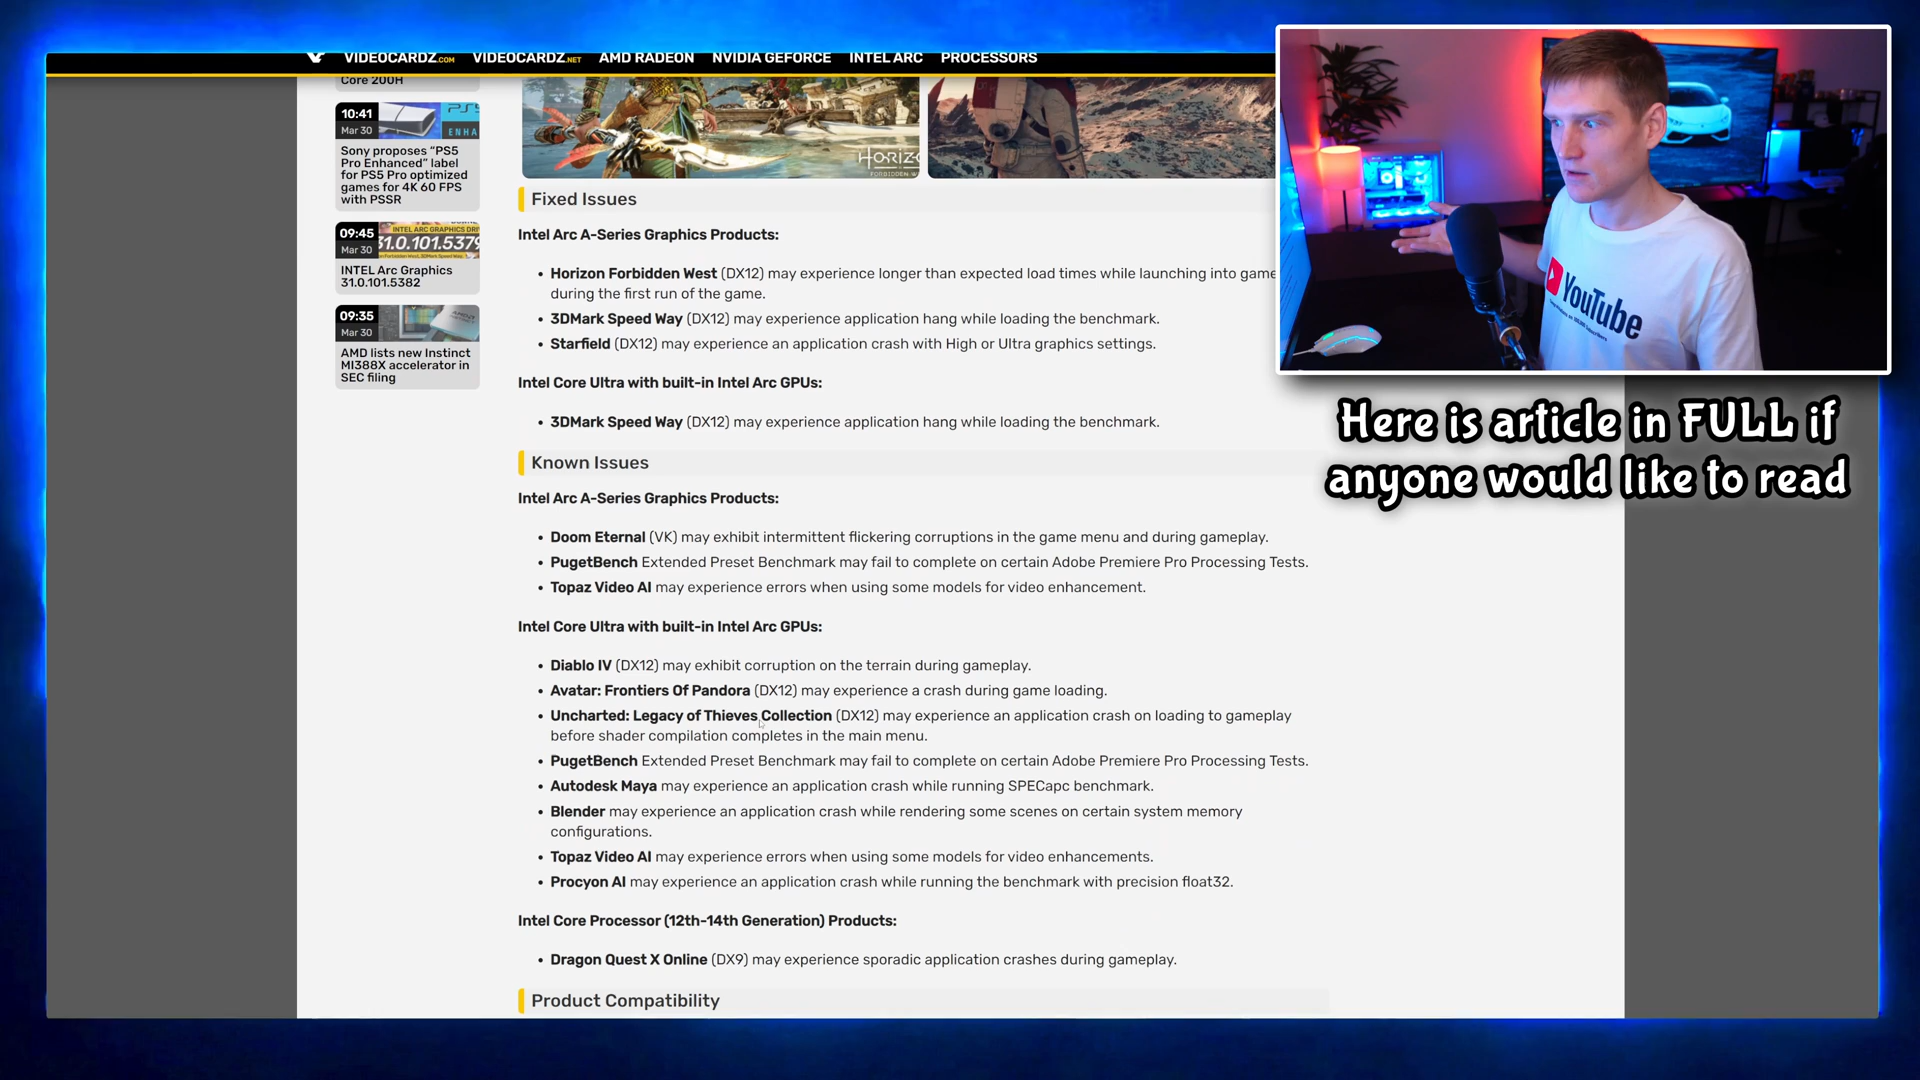 VIDEOCARDZ.COM VIDEOCARDZ.NET AMD RADEON NVIDIA GEFORCE INTEL ARC PROCESSORS
Core 200H
10:41
Mar 30
PS5
ENHA
Sony proposes “PS5
Pro Enhanced” label
for PS5 Pro optimized
games for 4K 60 FPS
with PSSR
09:45
Mar 30
INTEL ARC GRAPHICS DRI
31.0.101.5379
INTEL Arc Graphics
31.0.101.5382
09:35
Mar 30
AMD lists new Instinct
MI388X accelerator in
SEC filing
HORIZO
FORBIDDEN W
Fixed Issues
Intel Arc A-Series Graphics Products:
• Horizon Forbidden West (DX12) may experience longer than expected load times while launching into game
during the first run of the game.
• 3DMark Speed Way (DX12) may experience application hang while loading the benchmark.
• Starfield (DX12) may experience an application crash with High or Ultra graphics settings.
Intel Core Ultra with built-in Intel Arc GPUs:
• 3DMark Speed Way (DX12) may experience application hang while loading the benchmark.
Known Issues
Intel Arc A-Series Graphics Products:
• Doom Eternal (VK) may exhibit intermittent flickering corruptions in the game menu and during gameplay.
• PugetBench Extended Preset Benchmark may fail to complete on certain Adobe Premiere Pro Processing Tests.
• Topaz Video AI may experience errors when using some models for video enhancement.
Intel Core Ultra with built-in Intel Arc GPUs:
• Diablo IV (DX12) may exhibit corruption on the terrain during gameplay.
• Avatar: Frontiers Of Pandora (DX12) may experience a crash during game loading.
• Uncharted: Legacy of Thieves Collection (DX12) may experience an application crash on loading to gameplay
before shader compilation completes in the main menu.
• PugetBench Extended Preset Benchmark may fail to complete on certain Adobe Premiere Pro Processing Tests.
• Autodesk Maya may experience an application crash while running SPECapc benchmark.
• Blender may experience an application crash while rendering some scenes on certain system memory
configurations.
• Topaz Video AI may experience errors when using some models for video enhancements.
• Procyon AI may experience an application crash while running the benchmark with precision float32.
Intel Core Processor (12th-14th Generation) Products:
• Dragon Quest X Online (DX9) may experience sporadic application crashes during gameplay.
Product Compatibility
YouTube
Here is article in FULL if
anyone would like to read